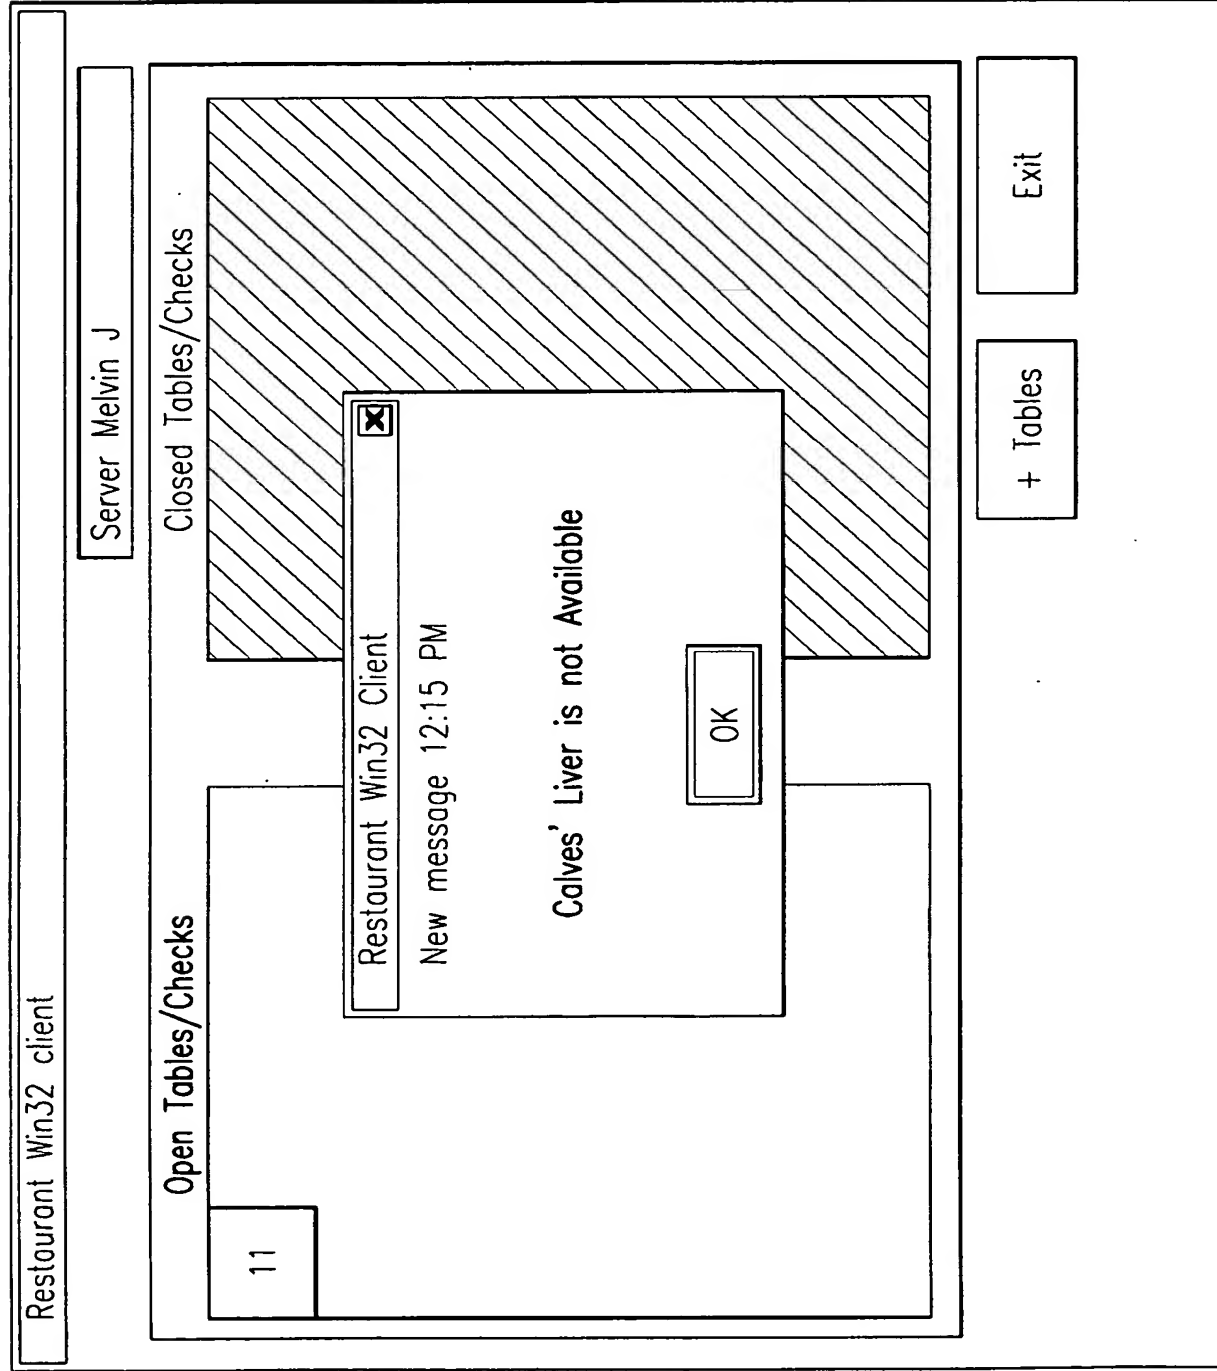 Restaurant Win32 client
Server Melvin J
Open Tables/Checks
Closed Tables/Checks
11
Restaurant Win32 Client
New message 12:15 PM
Calves' Liver is not Available
OK
+ Tables
Exit